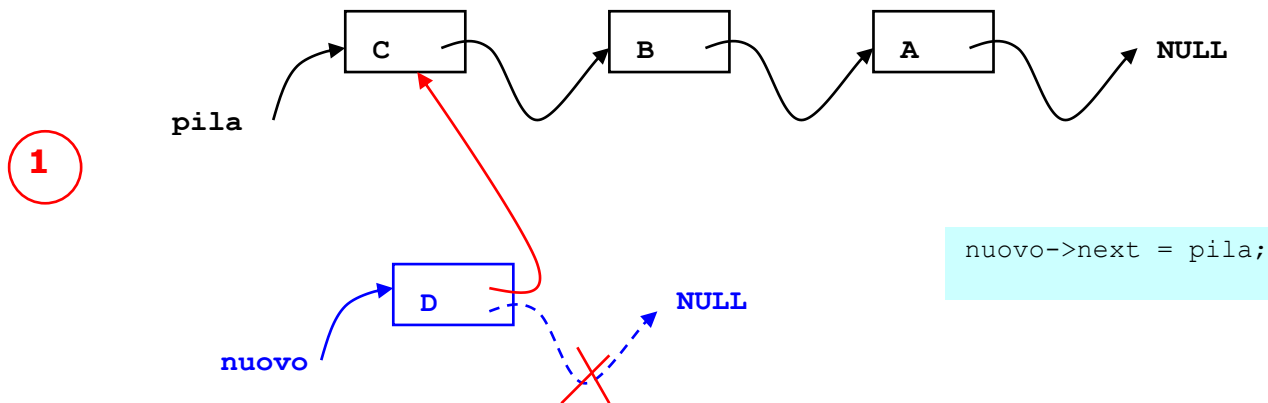 C
B
A
NULL
pila
1
nuovo->next = pila;
D
NULL
nuovo